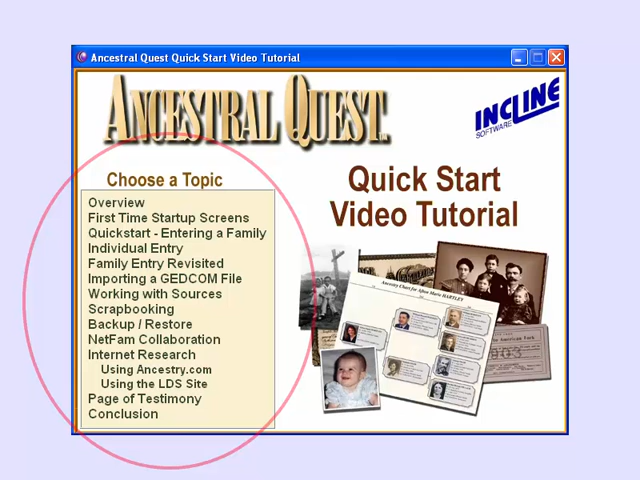 Ancestral Quest Quick Start Video Tutorial
ANCESTRAL QUEST
INCLINE
SOFTWARE
Choose a Topic
Overview
First Time Startup Screens
Quickstart - Entering a Family
Individual Entry
Family Entry Revisited
Importing a GEDCOM File
Working with Sources
Scrapbooking
Backup / Restore
NetFam Collaboration
Internet Research
Using Ancestry.com
Using the LDS Site
Page of Testimony
Conclusion
Quick Start
Video Tutorial
Ancestry Chart for Afton Marie HARTLEY